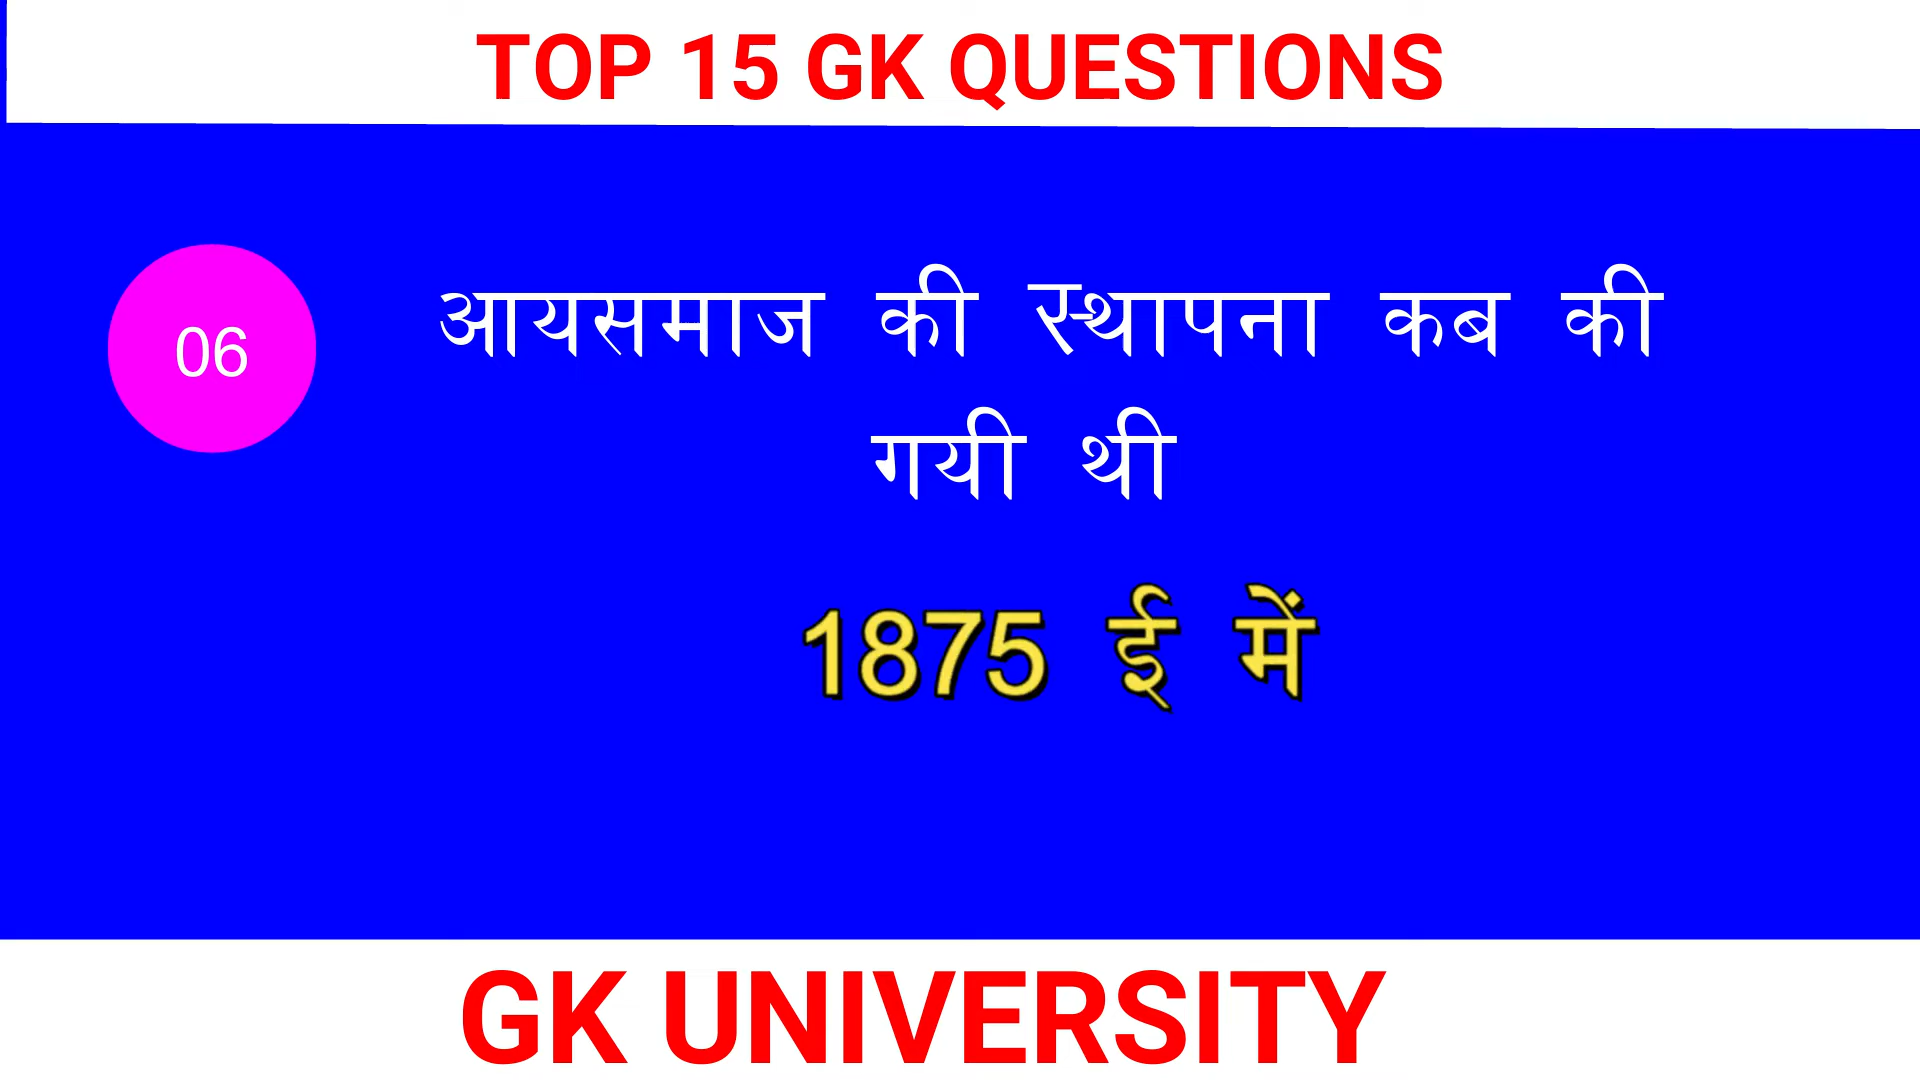 TOP 15 GK QUESTIONS
06
आयसमाज की स्थापना कब की
गयी थी
1875 ई में
GK UNIVERSITY